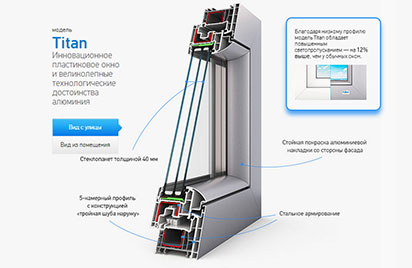 модель
Titan
Инновационное
пластиковое окно
и великолепные
технологические
достоинства
алюминия
Вид с улицы
Вид из помещения
Стеклопакет толщиной 40 мм
5-камерный профиль
с конструкцией
«тройная шуба наружу»
Благодаря низкому профилю
модель Titan обладает
повышенным
светопропусканием — на 12%
выше, чем у обычных окон.
Стойкая покраска алюминиевой
накладки со стороны фасада
Стальное армирование